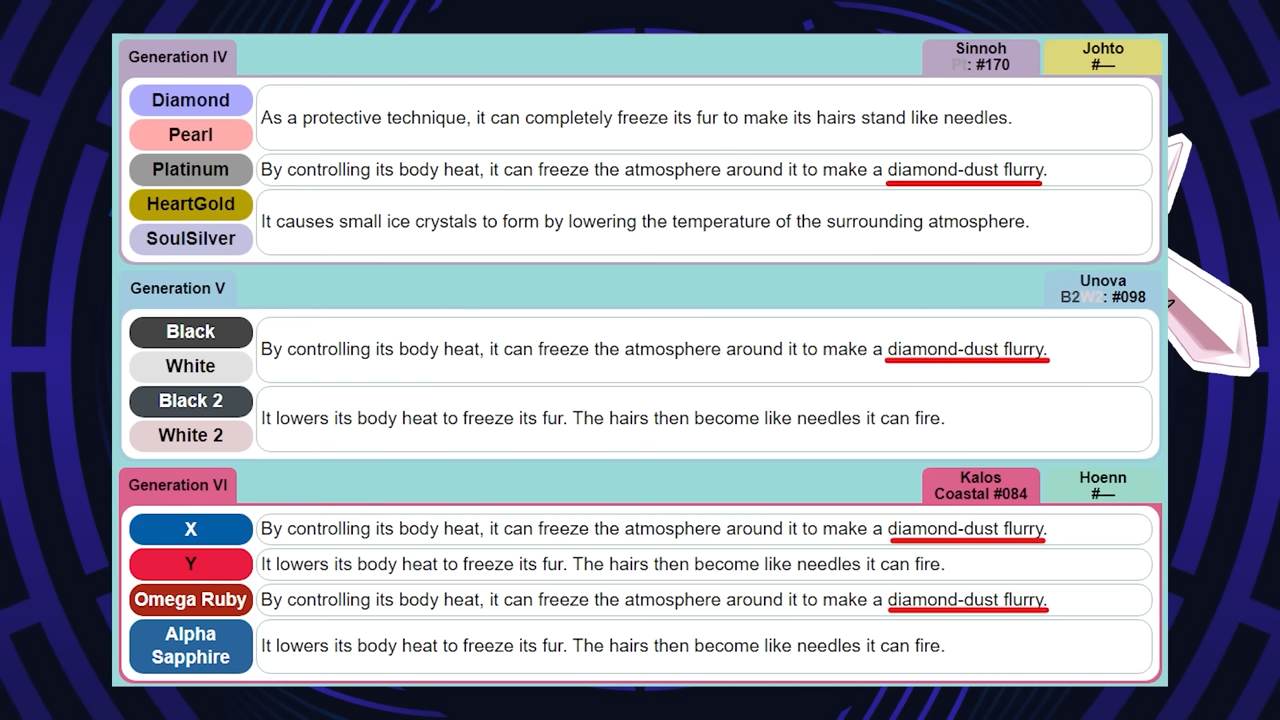 Generation IV
Sinnoh
Pt: #170
Johto
#—
Diamond
Pearl
As a protective technique, it can completely freeze its fur to make its hairs stand like needles.
Platinum
By controlling its body heat, it can freeze the atmosphere around it to make a diamond-dust flurry.
HeartGold
SoulSilver
It causes small ice crystals to form by lowering the temperature of the surrounding atmosphere.
Generation V
Unova
B2W2: #098
Black
White
By controlling its body heat, it can freeze the atmosphere around it to make a diamond-dust flurry.
Black 2
White 2
It lowers its body heat to freeze its fur. The hairs then become like needles it can fire.
Generation VI
Kalos
Coastal #084
Hoenn
#—
X
By controlling its body heat, it can freeze the atmosphere around it to make a diamond-dust flurry.
Y
It lowers its body heat to freeze its fur. The hairs then become like needles it can fire.
Omega Ruby
By controlling its body heat, it can freeze the atmosphere around it to make a diamond-dust flurry.
Alpha
Sapphire
It lowers its body heat to freeze its fur. The hairs then become like needles it can fire.